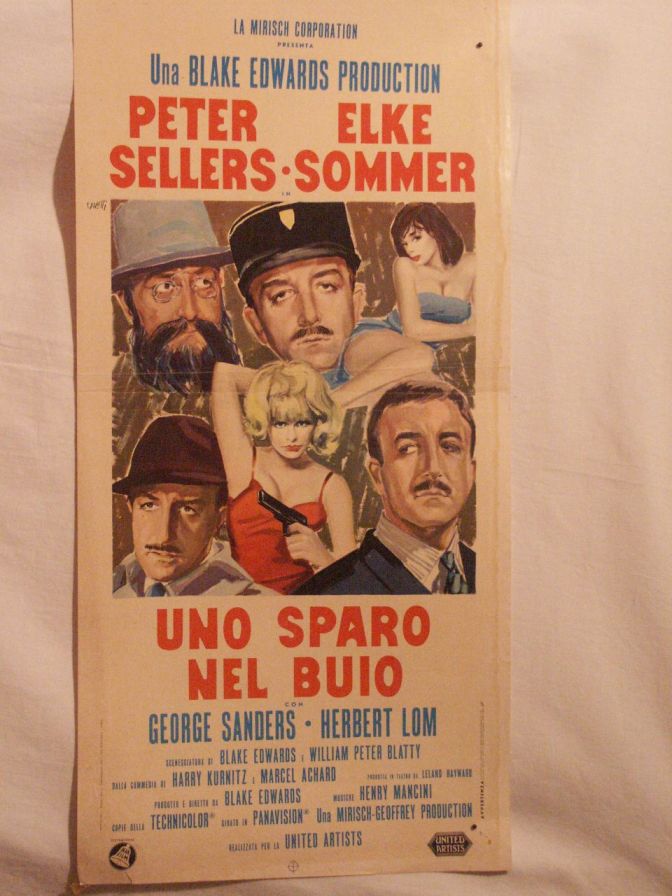 LA MIRISCH CORPORATION
PRESENTA
Una BLAKE EDWARDS PRODUCTION
PETER ELKE
SELLERS · SOMMER
IN
UNO SPARO
NEL BUIO
CON
GEORGE SANDERS · HERBERT LOM
SCENEGGIATURA DI BLAKE EDWARDS E WILLIAM PETER BLATTY
DALLA COMMEDIA DI HARRY KURNITZ E MARCEL ACHARD PRODOTTA IN TEATRO DA LELAND HAYWARD
PRODOTTO E DIRETTO DA BLAKE EDWARDS MUSICHE HENRY MANCINI
COPIE DELLA TECHNICOLOR® GIRATO IN PANAVISION® Una MIRISCH-GEOFFREY PRODUCTION
REALIZZATA PER LA UNITED ARTISTS
UNITED
ARTISTS